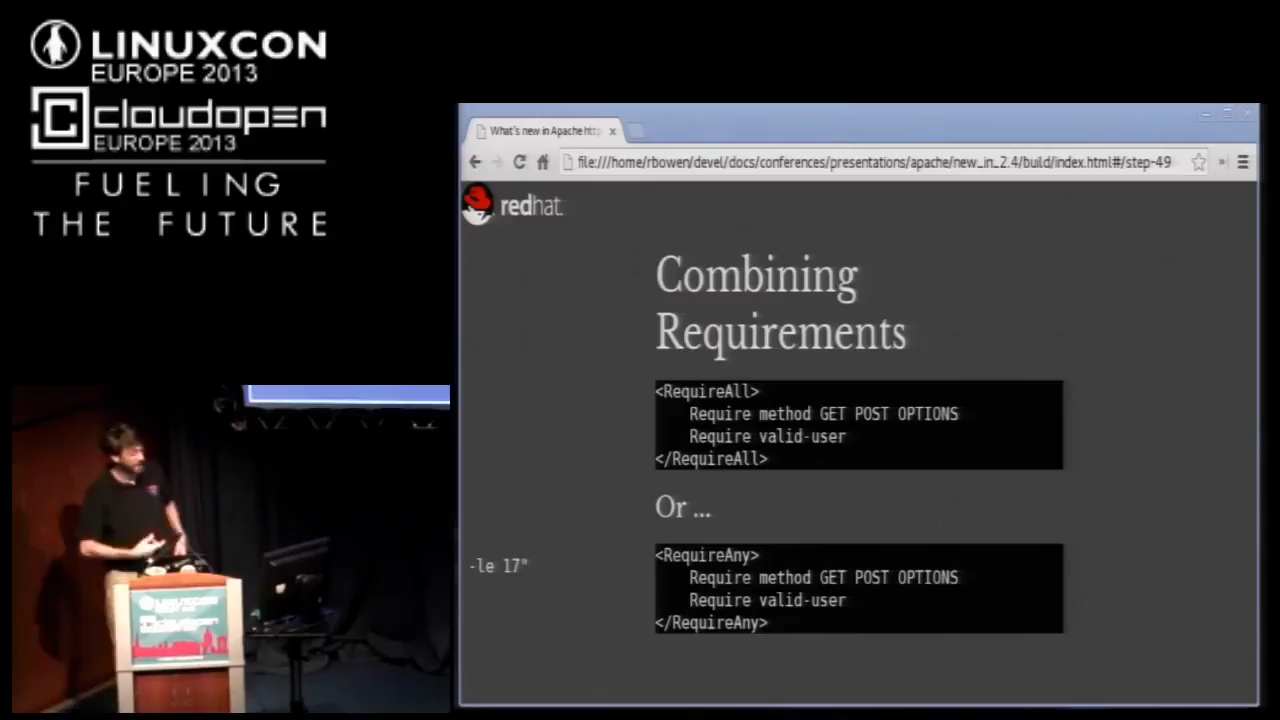 LINUXCON
EUROPE 2013
cloudopen
EUROPE 2013
FUELING
THE FUTURE
What's new in Apache http
file:///home/rbowen/devel/docs/conferences/presentations/apache/new_in_2.4/build/index.html#/step-49
redhat
Combining
Requirements
<RequireAll>
Require method GET POST OPTIONS
Require valid-user
</RequireAll>
Or ...
-le 17"
<RequireAny>
Require method GET POST OPTIONS
Require valid-user
</RequireAny>
LINUXCON
cloudopen